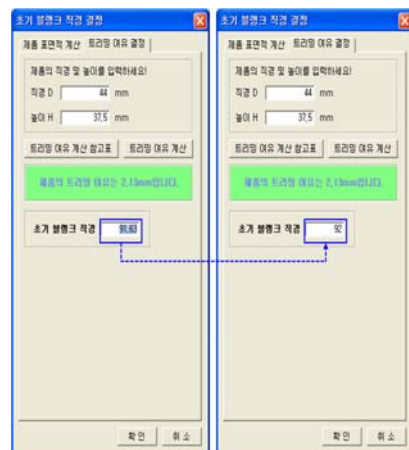 초기 블랭크 직경 결정
제품 표면적 계산 트리밍 여유 결정
제품의 직경 및 높이를 입력하세요!
직경 D 44 mm
높이 H 37,5 mm
트리밍 여유 계산 참고표 트리밍 여유 계산
제품의 트리밍 여유는 2,13mm입니다.
초기 블랭크 직경
확인 취소
초기 블랭크 직경 결정
제품 표면적 계산 트리밍 여유 결정
제품의 직경 및 높이를 입력하세요!
직경 D 44 mm
높이 H 37,5 mm
트리밍 여유 계산 참고표 트리밍 여유 계산
제품의 트리밍 여유는 2,13mm입니다.
초기 블랭크 직경 92
확인 취소